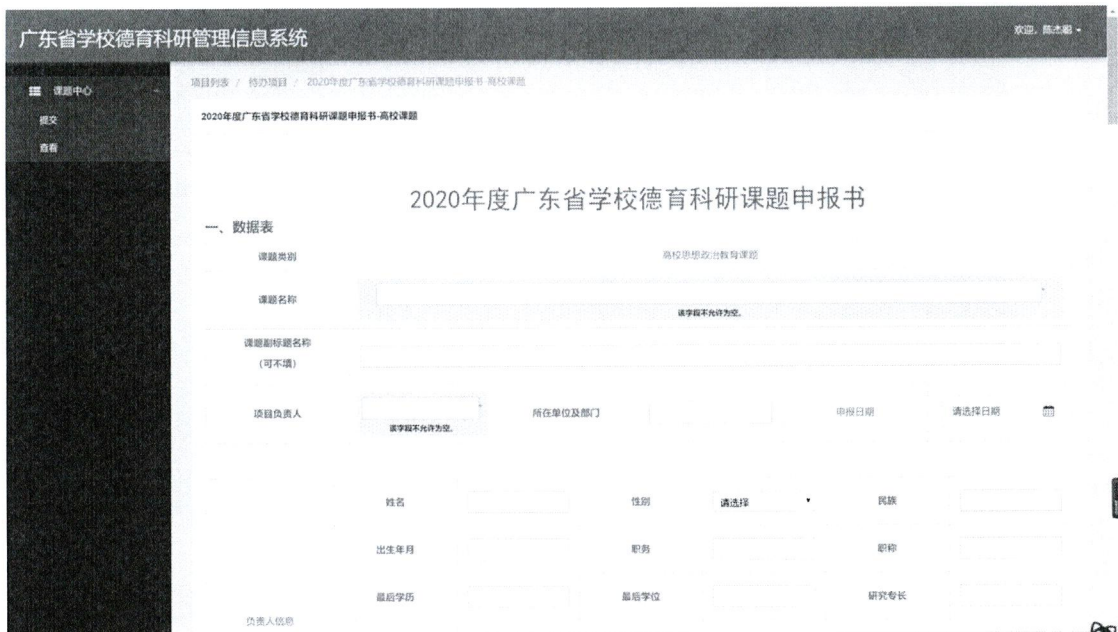 广东省学校德育科研管理信息系统
欢迎, 陈杰聪
课题中心
提交
查看
项目列表 / 待办项目 / 2020年度广东省学校德育科研课题申报书-高校课题
2020年度广东省学校德育科研课题申报书-高校课题
2020年度广东省学校德育科研课题申报书
一、数据表
课题类别 高校思想政治教育课题
课题名称
该字段不允许为空。
课题副标题名称
(可不填)
项目负责人 所在单位及部门 申报日期 请选择日期
该字段不允许为空。
姓名 性别 请选择 民族
出生年月 职务 职称
最后学历 最后学位 研究专长
负责人信息